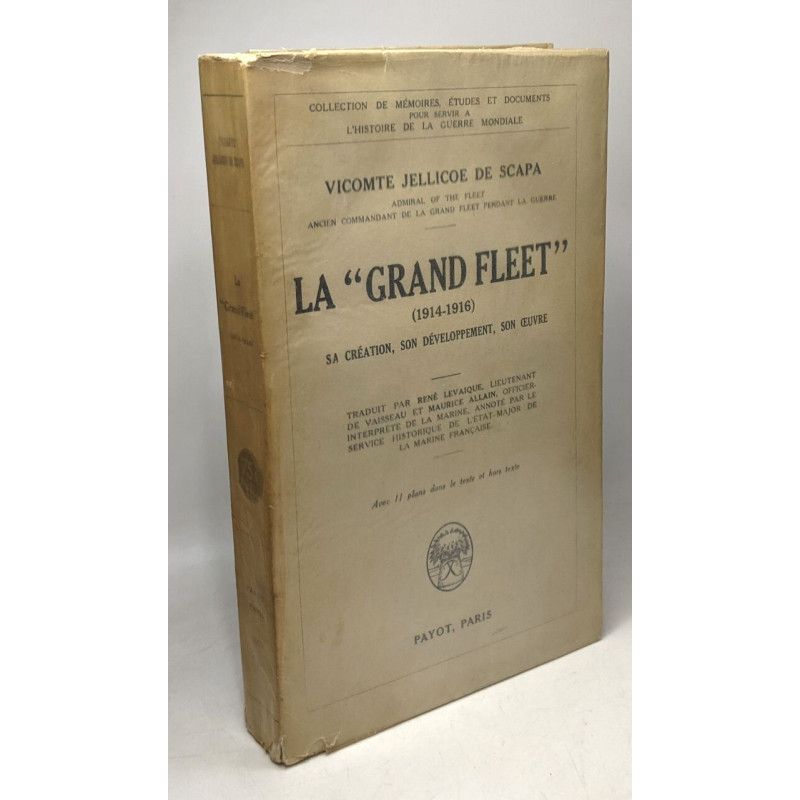 COLLECTION DE MÉMOIRES, ÉTUDES ET DOCUMENTS
POUR SERVIR A
L'HISTOIRE DE LA GUERRE MONDIALE
VICOMTE JELLICOE DE SCAPA
ADMIRAL OF THE FLEET
ANCIEN COMMANDANT DE LA GRAND FLEET PENDANT LA GUERRE
LA "GRAND FLEET"
(1914-1916)
SA CRÉATION, SON DÉVELOPPEMENT, SON ŒUVRE
TRADUIT PAR RENÉ LEVAIQUE, LIEUTENANT
DE VAISSEAU ET MAURICE ALLAIN, OFFICIER-
INTERPRÈTE DE LA MARINE, ANNOTÉ PAR LE
SERVICE HISTORIQUE DE L'ÉTAT-MAJOR DE
LA MARINE FRANÇAISE.
Avec 11 plans dans le texte et hors texte
PAYOT, PARIS
La
"Grand Fleet"